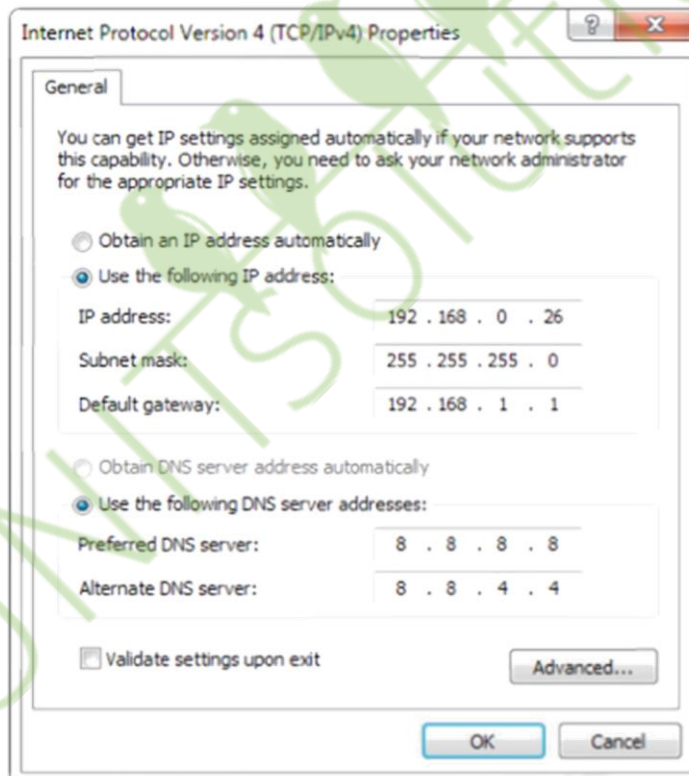 Internet Protocol Version 4 (TCP/IPv4) Properties
General
You can get IP settings assigned automatically if your network supports
this capability. Otherwise, you need to ask your network administrator
for the appropriate IP settings.
Obtain an IP address automatically
Use the following IP address:
IP address: 192 . 168 . 0 . 26
Subnet mask: 255 . 255 . 255 . 0
Default gateway: 192 . 168 . 1 . 1
Obtain DNS server address automatically
Use the following DNS server addresses:
Preferred DNS server: 8 . 8 . 8 . 8
Alternate DNS server: 8 . 8 . 4 . 4
Validate settings upon exit
Advanced...
OK Cancel